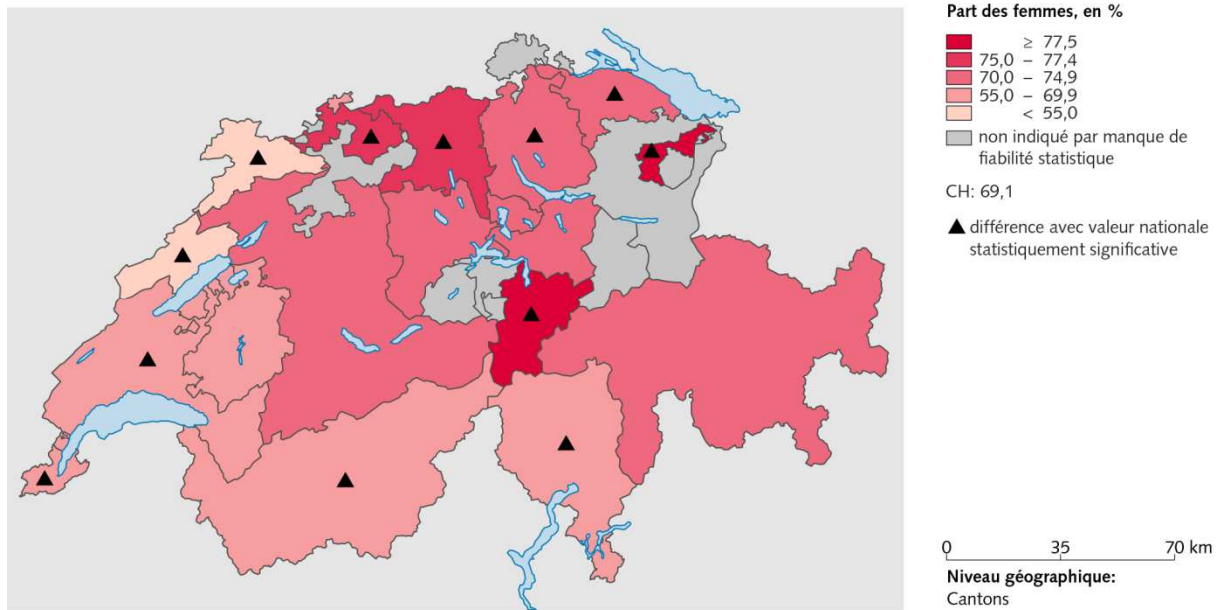 Part des femmes, en %
≥ 77,5
75,0 – 77,4
70,0 – 74,9
55,0 – 69,9
< 55,0
non indiqué par manque de
fiabilité statistique
CH: 69,1
▲ différence avec valeur nationale
statistiquement significative
0 35 70 km
Niveau géographique:
Cantons